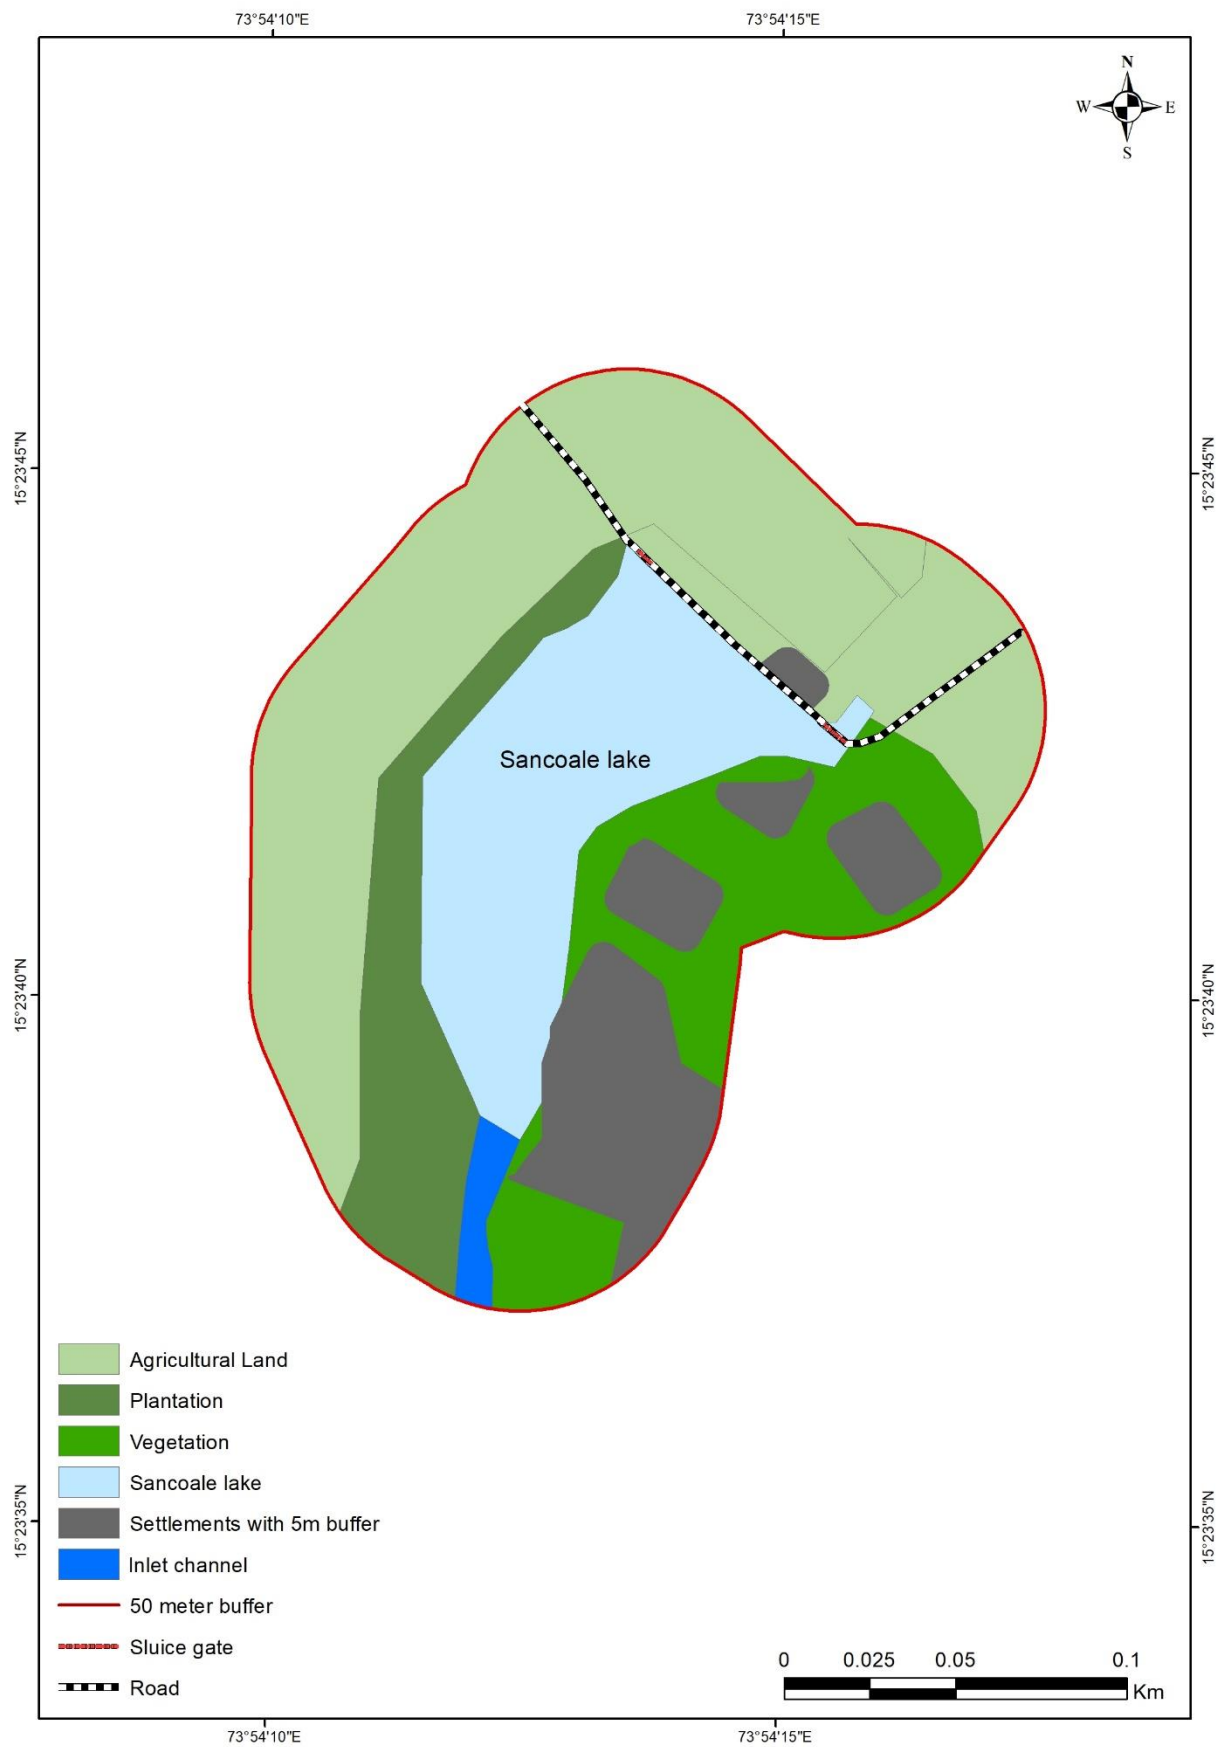 73°54'10"E
73°54'15"E
N
W E
S
15°23'45"N
15°23'45"N
Sancoale lake
15°23'40"N
15°23'40"N
Agricultural Land
Plantation
Vegetation
Sancoale lake
Settlements with 5m buffer
Inlet channel
50 meter buffer
Sluice gate
Road
15°23'35"N
15°23'35"N
0 0.025 0.05 0.1
Km
73°54'10"E
73°54'15"E